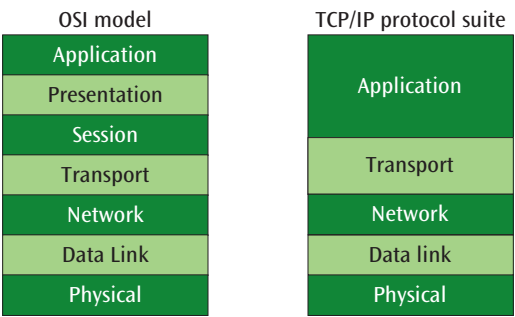 OSI model
Application
Presentation
Session
Transport
Network
Data Link
Physical
TCP/IP protocol suite
Application
Transport
Network
Data link
Physical